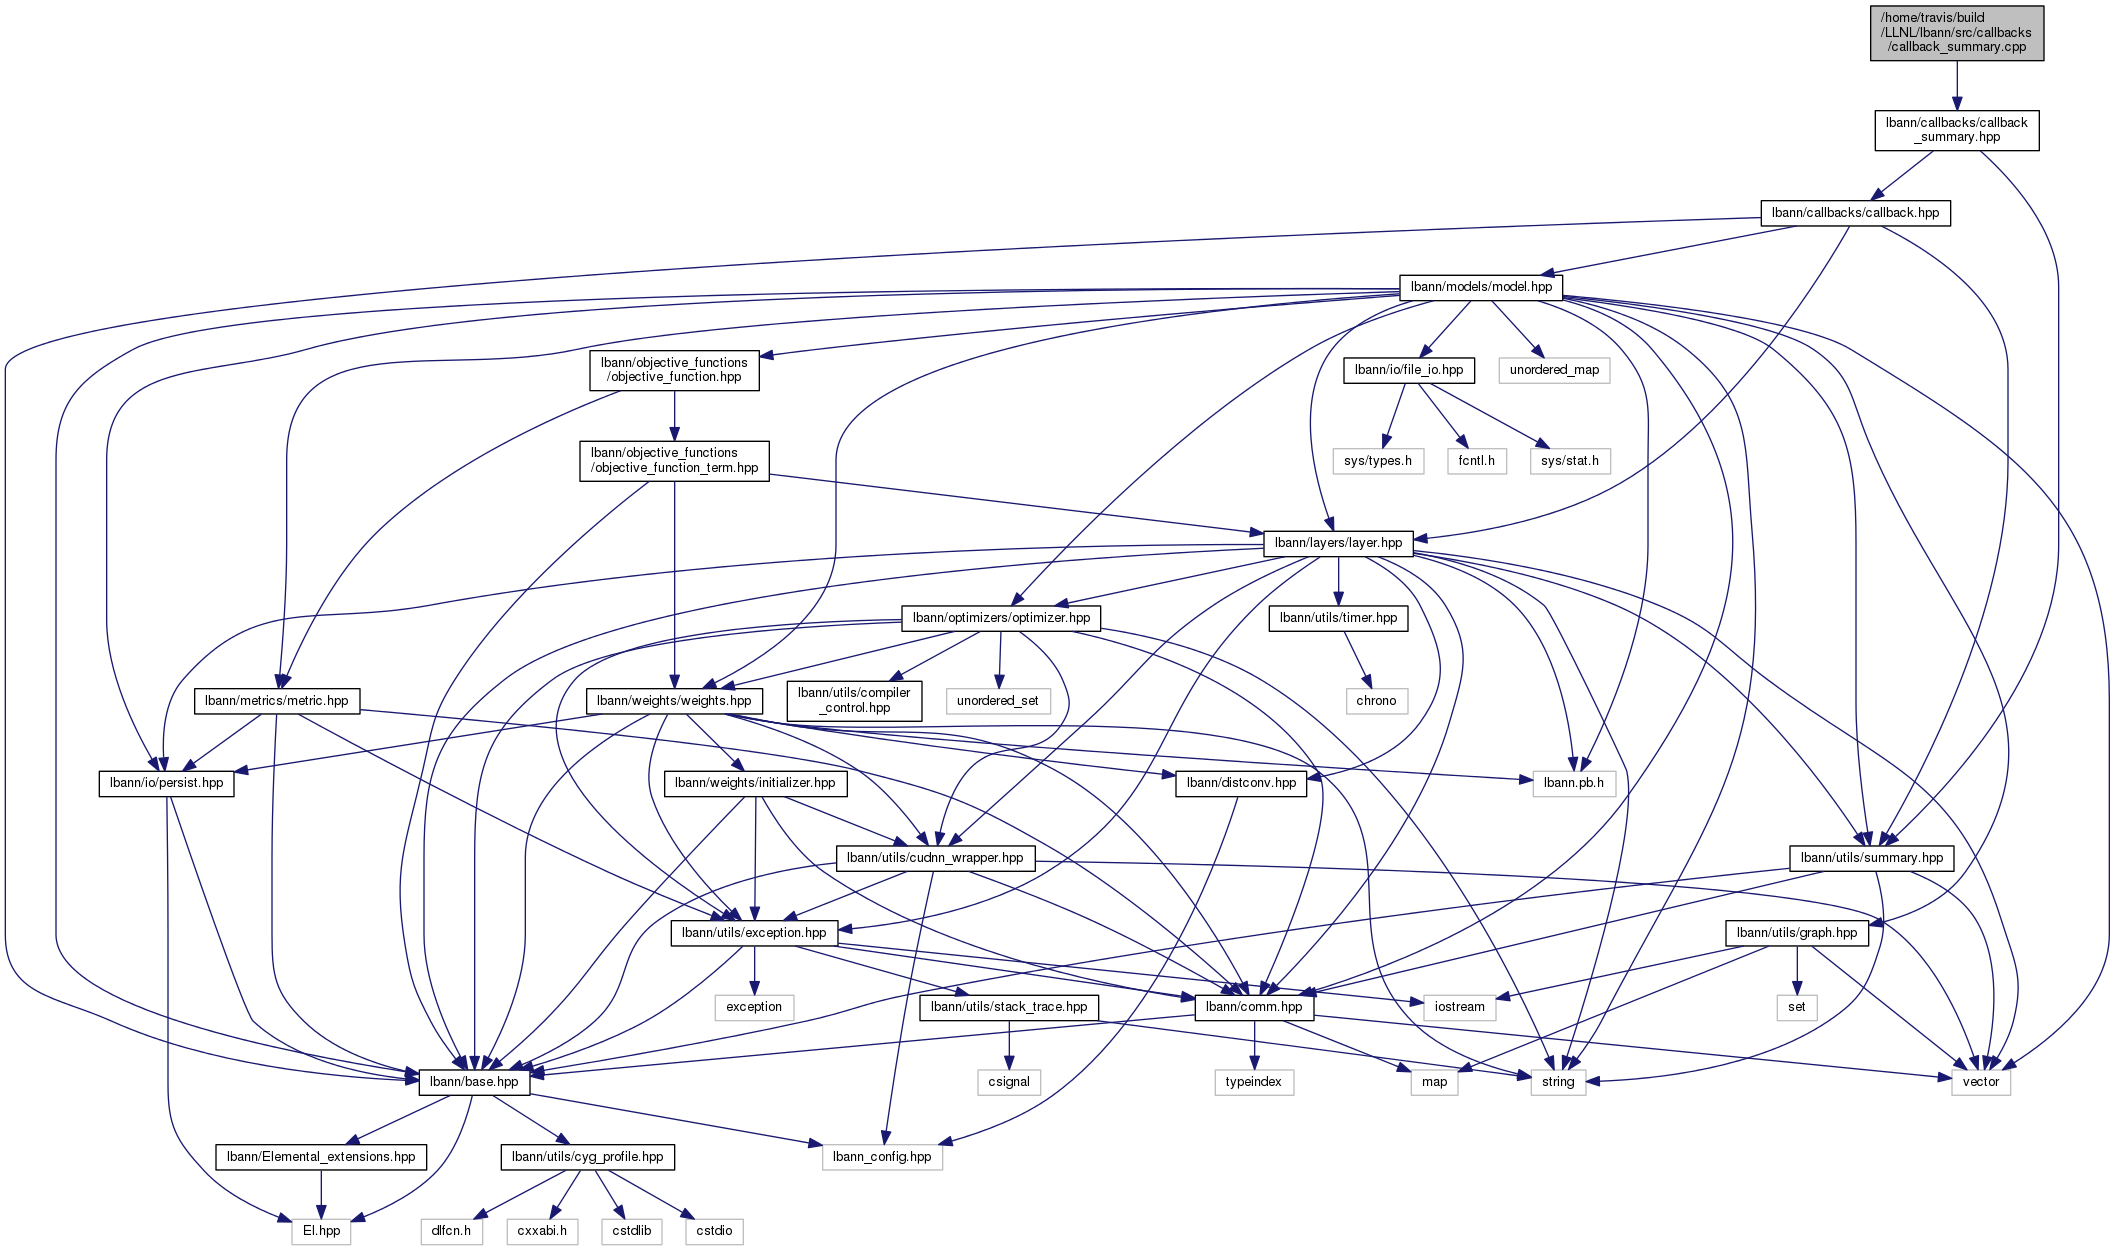 /home/travis/build
/LLNL/lbann/src/callbacks
/callback_summary.cpp
lbann/callbacks/callback
_summary.hpp
lbann/callbacks/callback.hpp
lbann/models/model.hpp
lbann/objective_functions
/objective_function.hpp
lbann/io/file_io.hpp
unordered_map
lbann/objective_functions
/objective_function_term.hpp
sys/types.h
fcntl.h
sys/stat.h
lbann/layers/layer.hpp
lbann/optimizers/optimizer.hpp
lbann/utils/timer.hpp
lbann/metrics/metric.hpp
lbann/weights/weights.hpp
lbann/utils/compiler
_control.hpp
unordered_set
chrono
lbann/io/persist.hpp
lbann/weights/initializer.hpp
lbann/distconv.hpp
lbann.pb.h
lbann/utils/cudnn_wrapper.hpp
lbann/utils/summary.hpp
lbann/utils/exception.hpp
lbann/utils/graph.hpp
exception
lbann/utils/stack_trace.hpp
lbann/comm.hpp
iostream
set
lbann/base.hpp
csignal
typeindex
map
string
vector
lbann/Elemental_extensions.hpp
lbann/utils/cyg_profile.hpp
lbann_config.hpp
El.hpp
dlfcn.h
cxxabi.h
cstdlib
cstdio